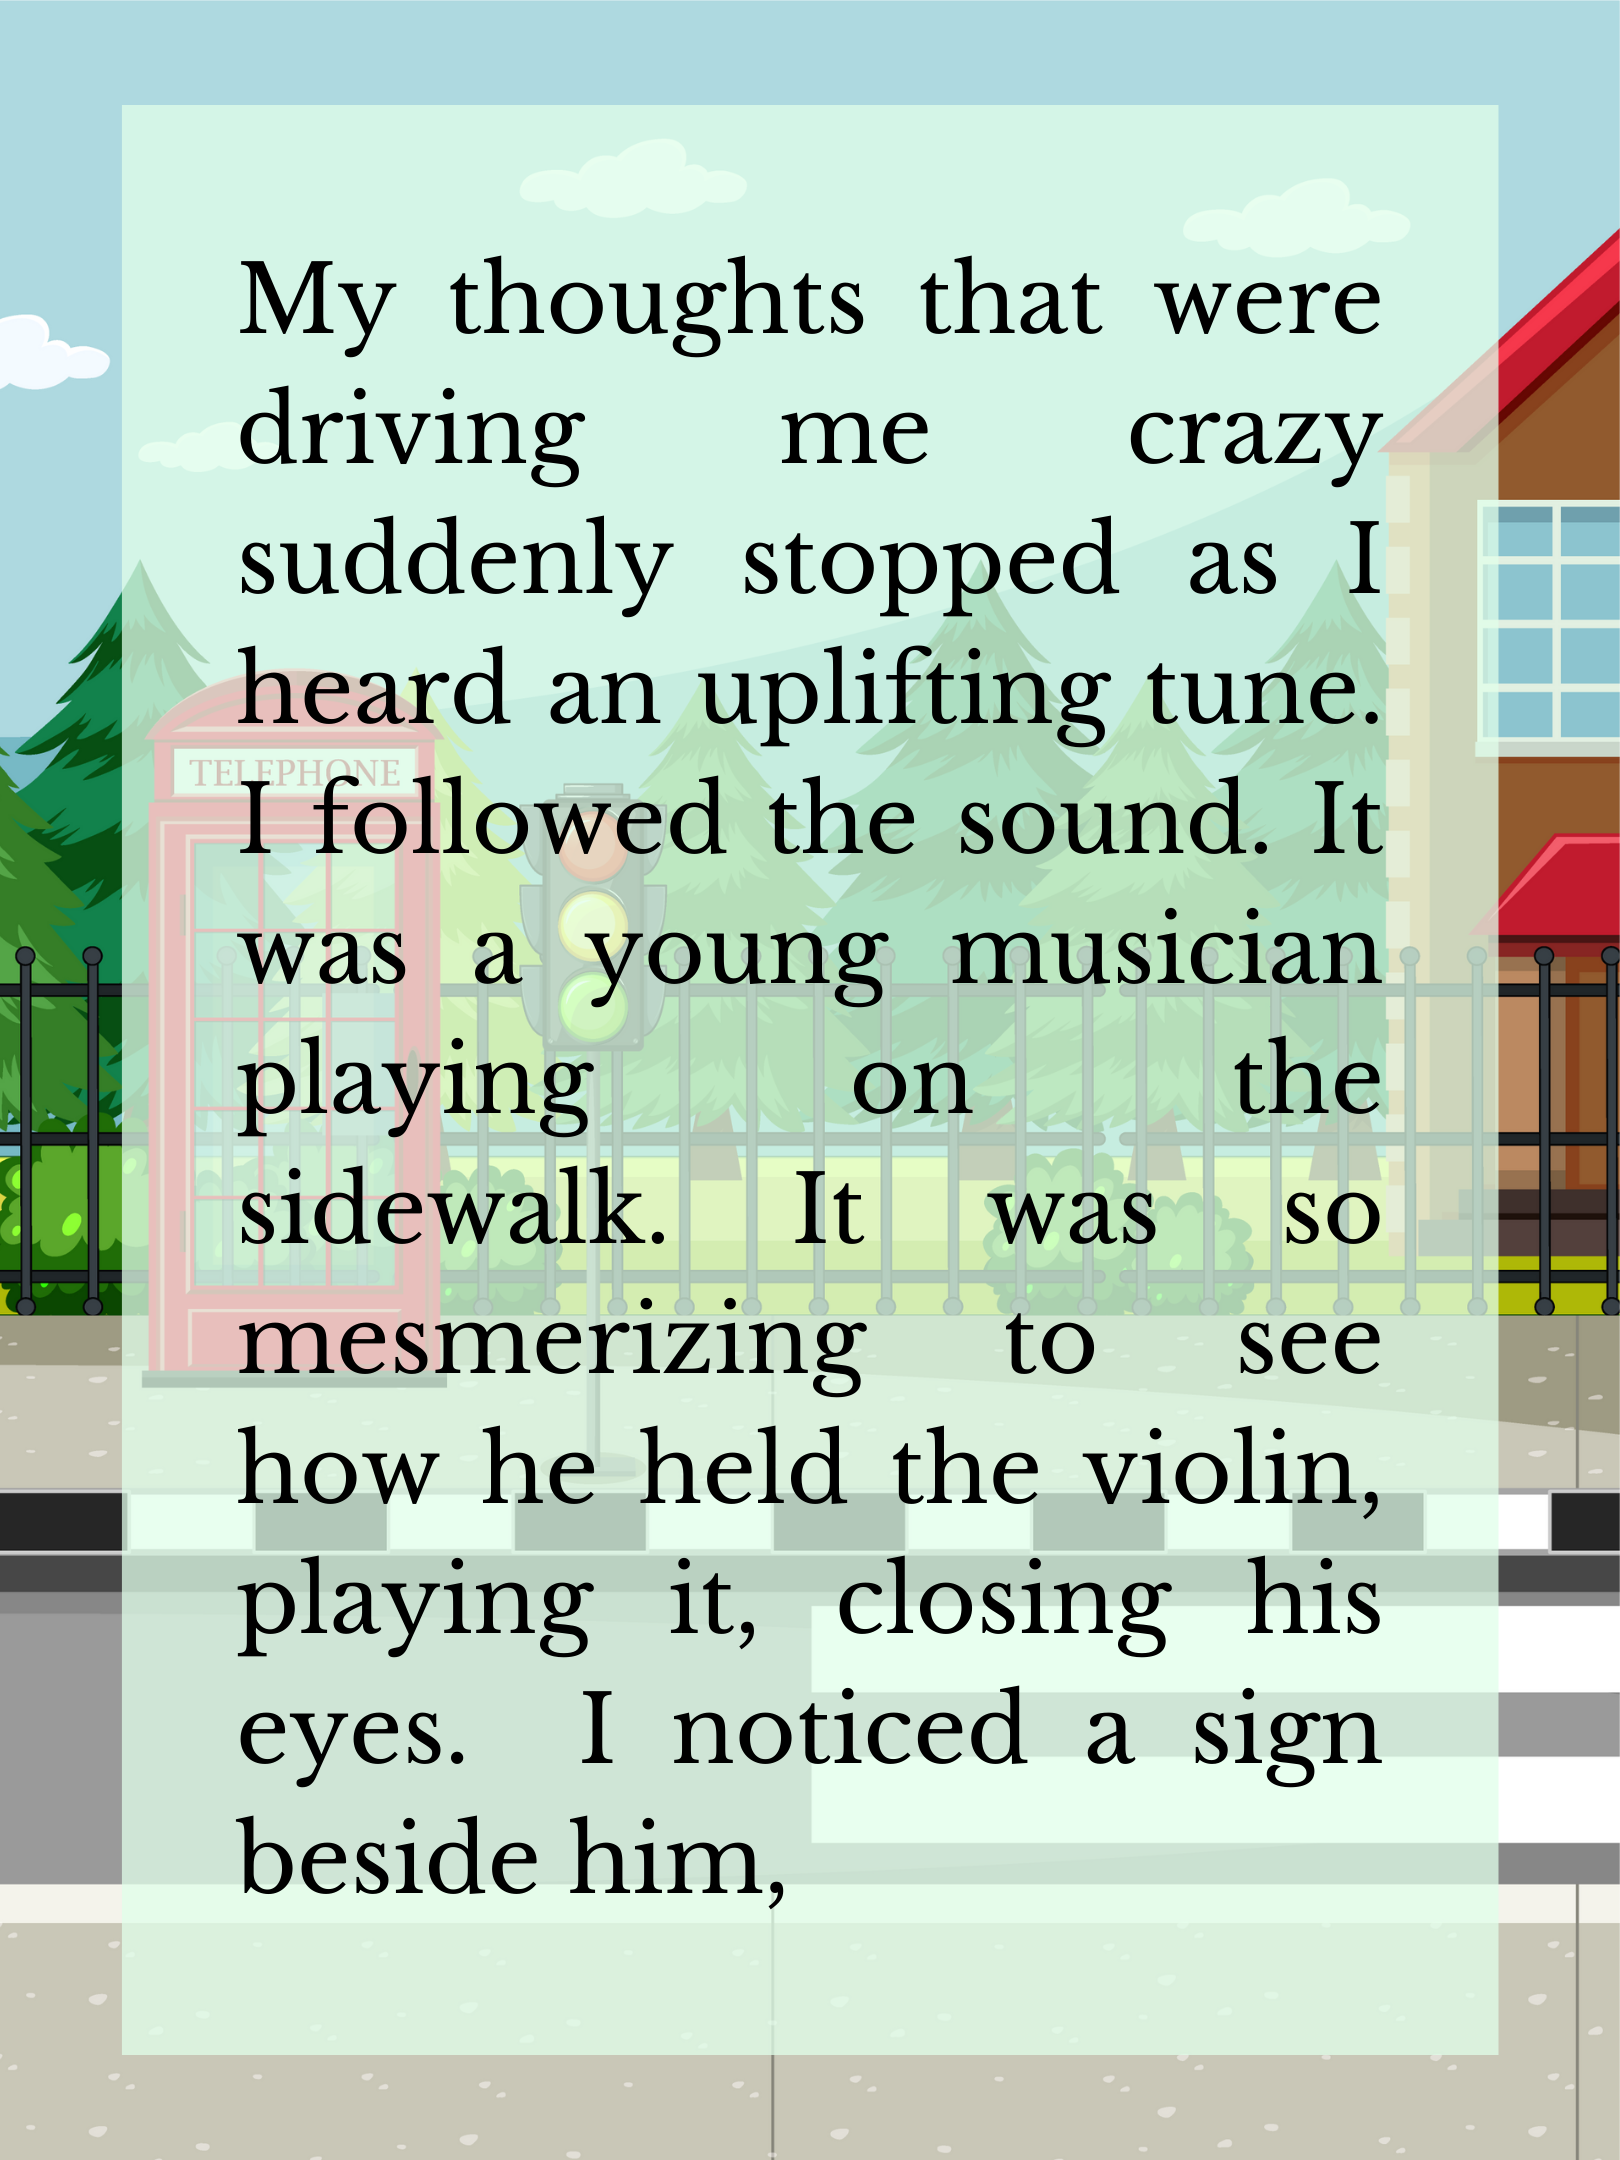 My thoughts that were
driving me crazy
suddenly stopped as I
heard an uplifting tune.
TELEPHONE
I followed the sound. It
was a young musician
playing on the
sidewalk. It was so
mesmerizing to see
how he held the violin,
playing it, closing his
eyes. I noticed a sign
beside him,